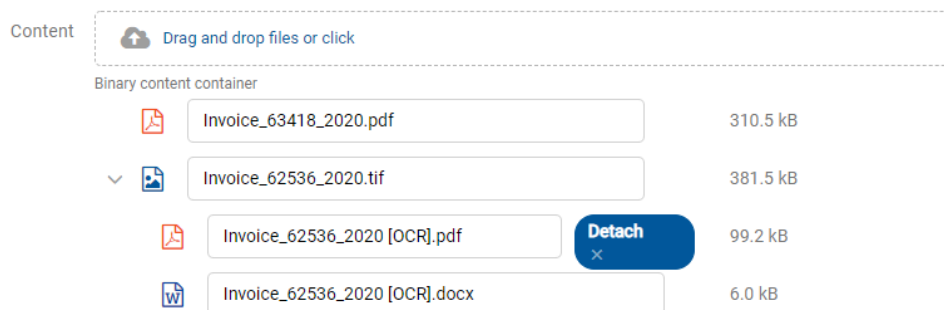 Content
Drag and drop files or click
Binary content container
Invoice_63418_2020.pdf 310.5 kB
Invoice_62536_2020.tif 381.5 kB
Invoice_62536_2020 [OCR].pdf Detach 99.2 kB
Invoice_62536_2020 [OCR].docx 6.0 kB